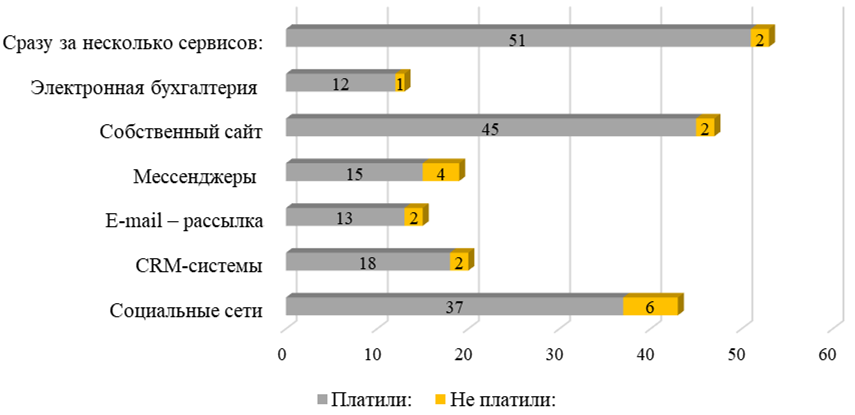 Сразу за несколько сервисов: 51 2
Электронная бухгалтерия 12 1
Собственный сайт 45 2
Мессенджеры 15 4
E-mail – рассылка 13 2
CRM-системы 18 2
Социальные сети 37 6
0 10 20 30 40 50 60
Платили: Не платили: